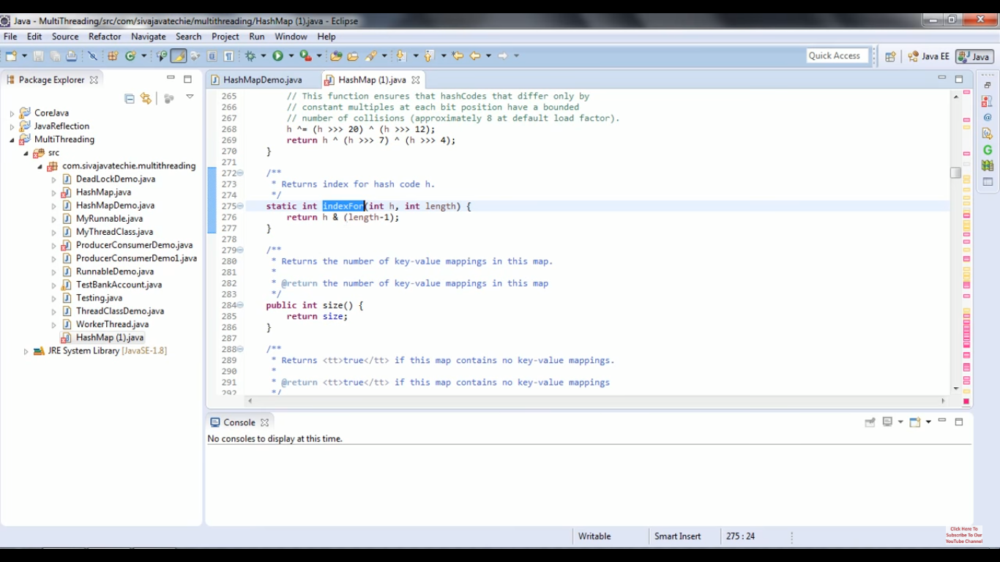 Java - MultiThreading/src/com/sivajavatechie/multithreading/HashMap (1).java - Eclipse
File Edit Source Refactor Navigate Search Project Run Window Help
Quick Access Java EE Java
Package Explorer
CoreJava
JavaReflection
MultiThreading
src
com.sivajavatechie.multithreading
DeadLockDemo.java
HashMap.java
HashMapDemo.java
MyRunnable.java
MyThreadClass.java
ProducerConsumerDemo.java
ProducerConsumerDemo1.java
RunnableDemo.java
TestBankAccount.java
Testing.java
ThreadClassDemo.java
WorkerThread.java
HashMap (1).java
JRE System Library [JavaSE-1.8]
HashMapDemo.java HashMap (1).java
265 // This function ensures that hashCodes that differ only by
266 // constant multiples at each bit position have a bounded
267 // number of collisions (approximately 8 at default load factor).
268 h ^= (h >>> 20) ^ (h >>> 12);
269 return h ^ (h >>> 7) ^ (h >>> 4);
270 }
271
272 /**
273 * Returns index for hash code h.
274 */
275 static int indexFor(int h, int length) {
276 return h & (length-1);
277 }
278
279 /**
280 * Returns the number of key-value mappings in this map.
281 *
282 * @return the number of key-value mappings in this map
283 */
284 public int size() {
285 return size;
286 }
287
288 /**
289 * Returns <tt>true</tt> if this map contains no key-value mappings.
290 *
291 * @return <tt>true</tt> if this map contains no key-value mappings
292 */
Console
No consoles to display at this time.
Writable Smart Insert 275 : 24
Click Here To
Subscribe To Our
YouTube Channel